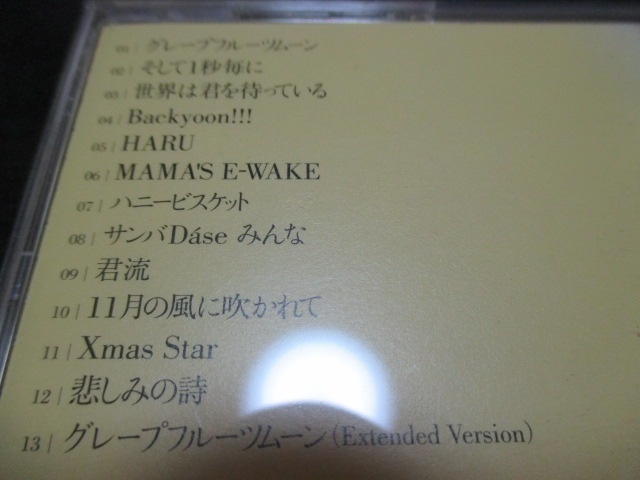 01 | グレープフルーツムーン
02 | そして1秒毎に
03 | 世界は君を待っている
04 | Baekyoon!!!
05 | HARU
06 | MAMA'S E-WAKE
07 | ハニービスケット
08 | サンバDáse みんな
09 | 君流
10 | 11月の風に吹かれて
11 | Xmas Star
12 | 悲しみの詩
13 | グレープフルーツムーン (Extended Version)